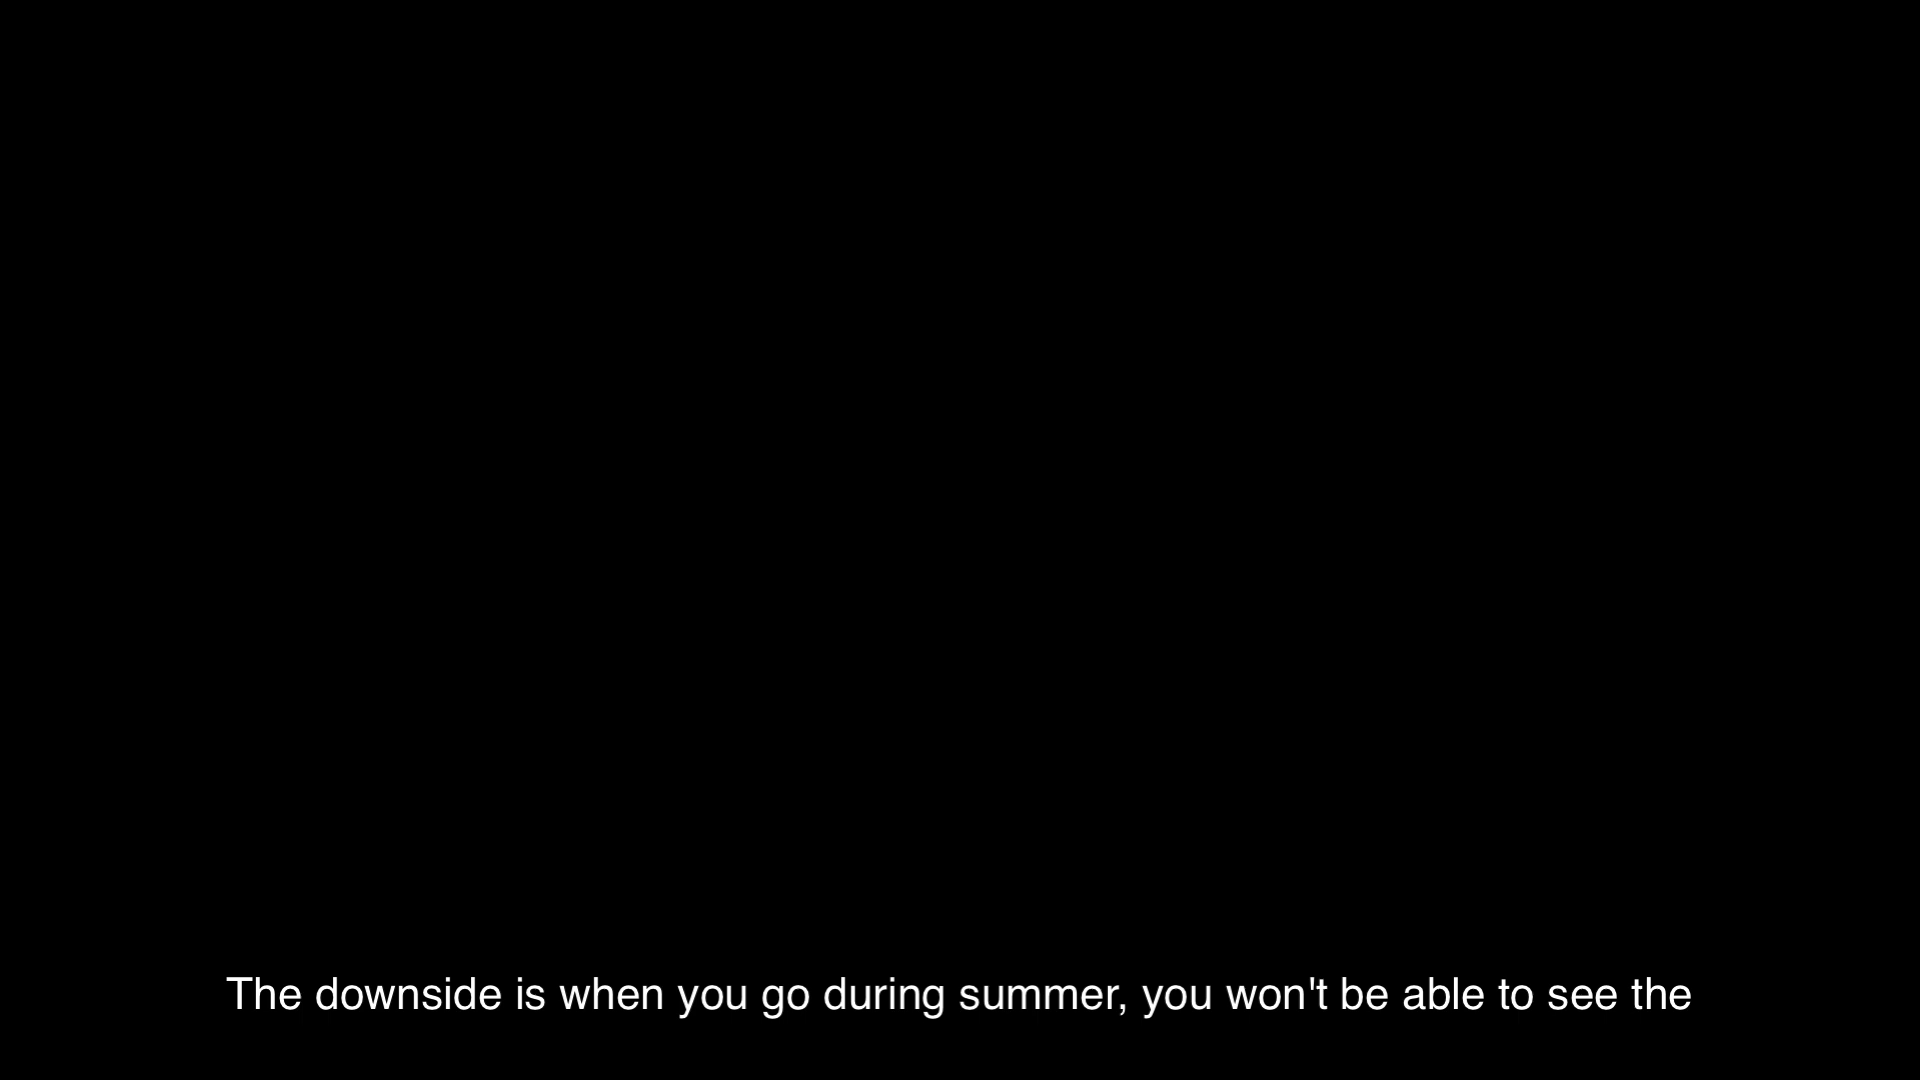 The downside is when you go during summer, you won't be able to see the